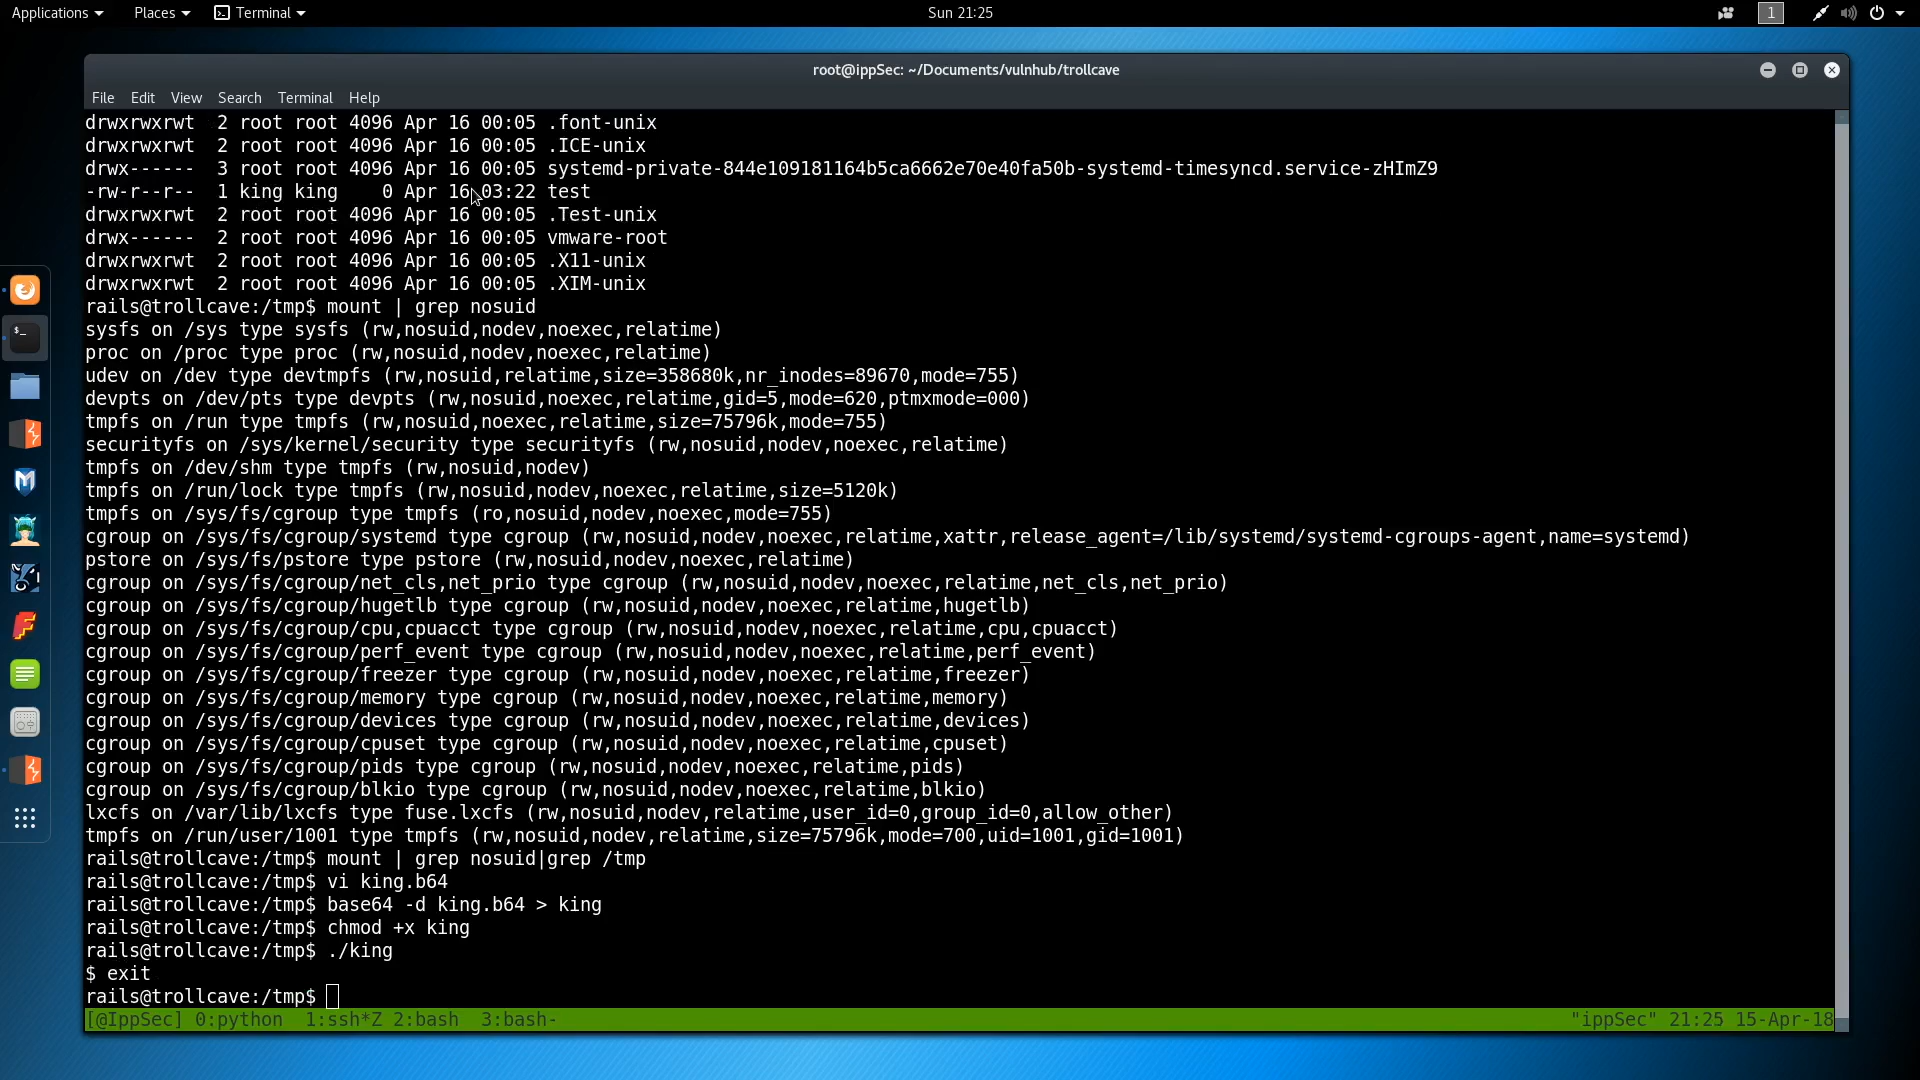 Applications Places Terminal Sun 21:25 1
root@ippSec: ~/Documents/vulnhub/trollcave
File Edit View Search Terminal Help
drwxrwxrwt  2 root root 4096 Apr 16 00:05 .font-unix
drwxrwxrwt  2 root root 4096 Apr 16 00:05 .ICE-unix
drwx------  3 root root 4096 Apr 16 00:05 systemd-private-844e109181164b5ca6662e70e40fa50b-systemd-timesyncd.service-zHImZ9
-rw-r--r--  1 king king    0 Apr 16 03:22 test
drwxrwxrwt  2 root root 4096 Apr 16 00:05 .Test-unix
drwx------  2 root root 4096 Apr 16 00:05 vmware-root
drwxrwxrwt  2 root root 4096 Apr 16 00:05 .X11-unix
drwxrwxrwt  2 root root 4096 Apr 16 00:05 .XIM-unix
rails@trollcave:/tmp$ mount | grep nosuid
sysfs on /sys type sysfs (rw,nosuid,nodev,noexec,relatime)
proc on /proc type proc (rw,nosuid,nodev,noexec,relatime)
udev on /dev type devtmpfs (rw,nosuid,relatime,size=358680k,nr_inodes=89670,mode=755)
devpts on /dev/pts type devpts (rw,nosuid,noexec,relatime,gid=5,mode=620,ptmxmode=000)
tmpfs on /run type tmpfs (rw,nosuid,noexec,relatime,size=75796k,mode=755)
securityfs on /sys/kernel/security type securityfs (rw,nosuid,nodev,noexec,relatime)
tmpfs on /dev/shm type tmpfs (rw,nosuid,nodev)
tmpfs on /run/lock type tmpfs (rw,nosuid,nodev,noexec,relatime,size=5120k)
tmpfs on /sys/fs/cgroup type tmpfs (ro,nosuid,nodev,noexec,mode=755)
cgroup on /sys/fs/cgroup/systemd type cgroup (rw,nosuid,nodev,noexec,relatime,xattr,release_agent=/lib/systemd/systemd-cgroups-agent,name=systemd)
pstore on /sys/fs/pstore type pstore (rw,nosuid,nodev,noexec,relatime)
cgroup on /sys/fs/cgroup/net_cls,net_prio type cgroup (rw,nosuid,nodev,noexec,relatime,net_cls,net_prio)
cgroup on /sys/fs/cgroup/hugetlb type cgroup (rw,nosuid,nodev,noexec,relatime,hugetlb)
cgroup on /sys/fs/cgroup/cpu,cpuacct type cgroup (rw,nosuid,nodev,noexec,relatime,cpu,cpuacct)
cgroup on /sys/fs/cgroup/perf_event type cgroup (rw,nosuid,nodev,noexec,relatime,perf_event)
cgroup on /sys/fs/cgroup/freezer type cgroup (rw,nosuid,nodev,noexec,relatime,freezer)
cgroup on /sys/fs/cgroup/memory type cgroup (rw,nosuid,nodev,noexec,relatime,memory)
cgroup on /sys/fs/cgroup/devices type cgroup (rw,nosuid,nodev,noexec,relatime,devices)
cgroup on /sys/fs/cgroup/cpuset type cgroup (rw,nosuid,nodev,noexec,relatime,cpuset)
cgroup on /sys/fs/cgroup/pids type cgroup (rw,nosuid,nodev,noexec,relatime,pids)
cgroup on /sys/fs/cgroup/blkio type cgroup (rw,nosuid,nodev,noexec,relatime,blkio)
lxcfs on /var/lib/lxcfs type fuse.lxcfs (rw,nosuid,nodev,relatime,user_id=0,group_id=0,allow_other)
tmpfs on /run/user/1001 type tmpfs (rw,nosuid,nodev,relatime,size=75796k,mode=700,uid=1001,gid=1001)
rails@trollcave:/tmp$ mount | grep nosuid|grep /tmp
rails@trollcave:/tmp$ vi king.b64
rails@trollcave:/tmp$ base64 -d king.b64 > king
rails@trollcave:/tmp$ chmod +x king
rails@trollcave:/tmp$ ./king
$ exit
rails@trollcave:/tmp$
[@IppSec] 0:python  1:ssh*Z 2:bash  3:bash- "ippSec" 21:25 15-Apr-18